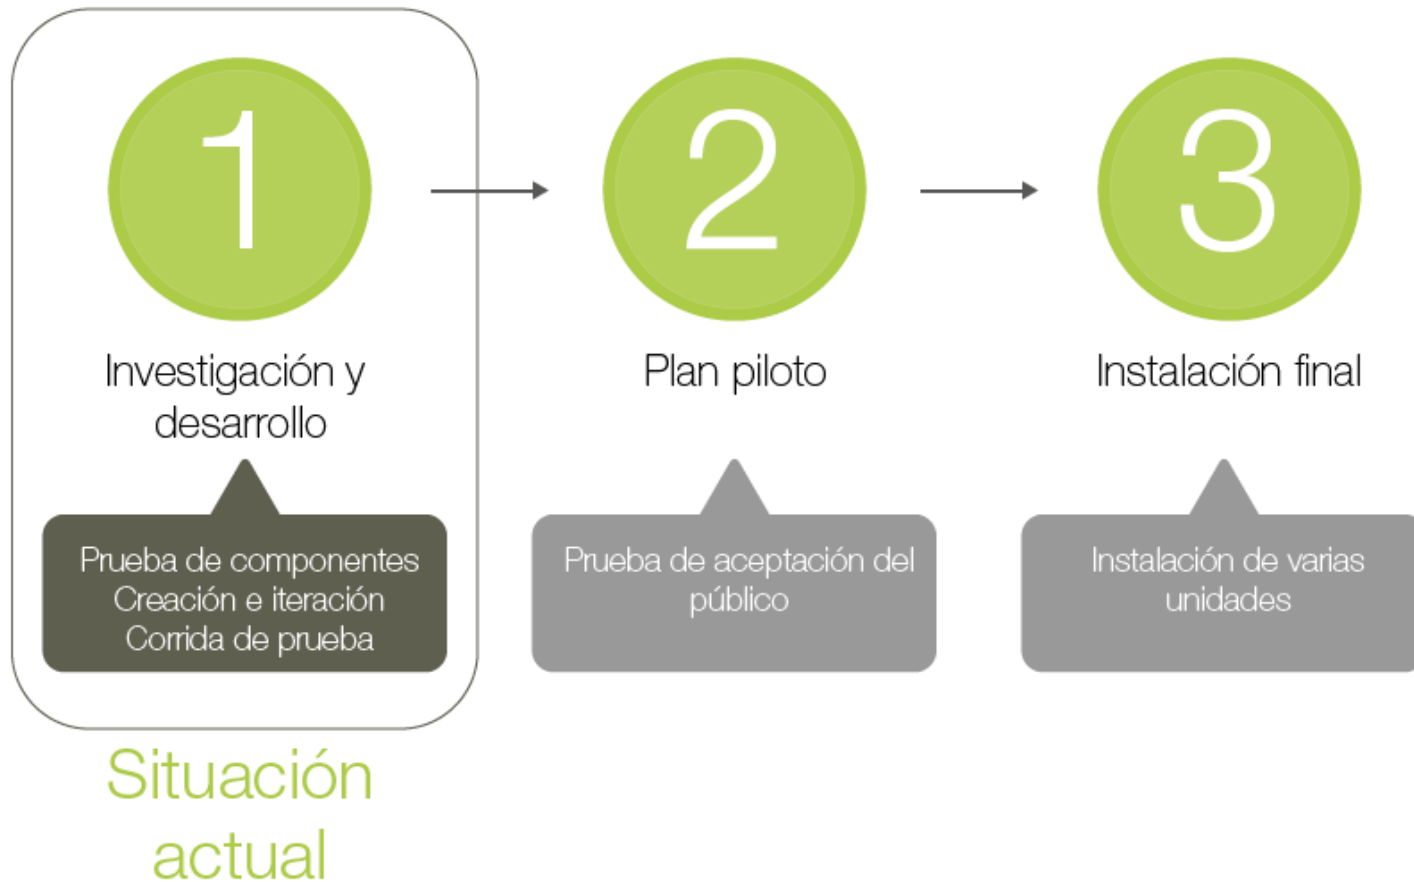 1
Investigación y
desarrollo
Prueba de componentes
Creación e iteración
Corrida de prueba
Situación
actual
2
Plan piloto
Prueba de aceptación del
público
3
Instalación final
Instalación de varias
unidades